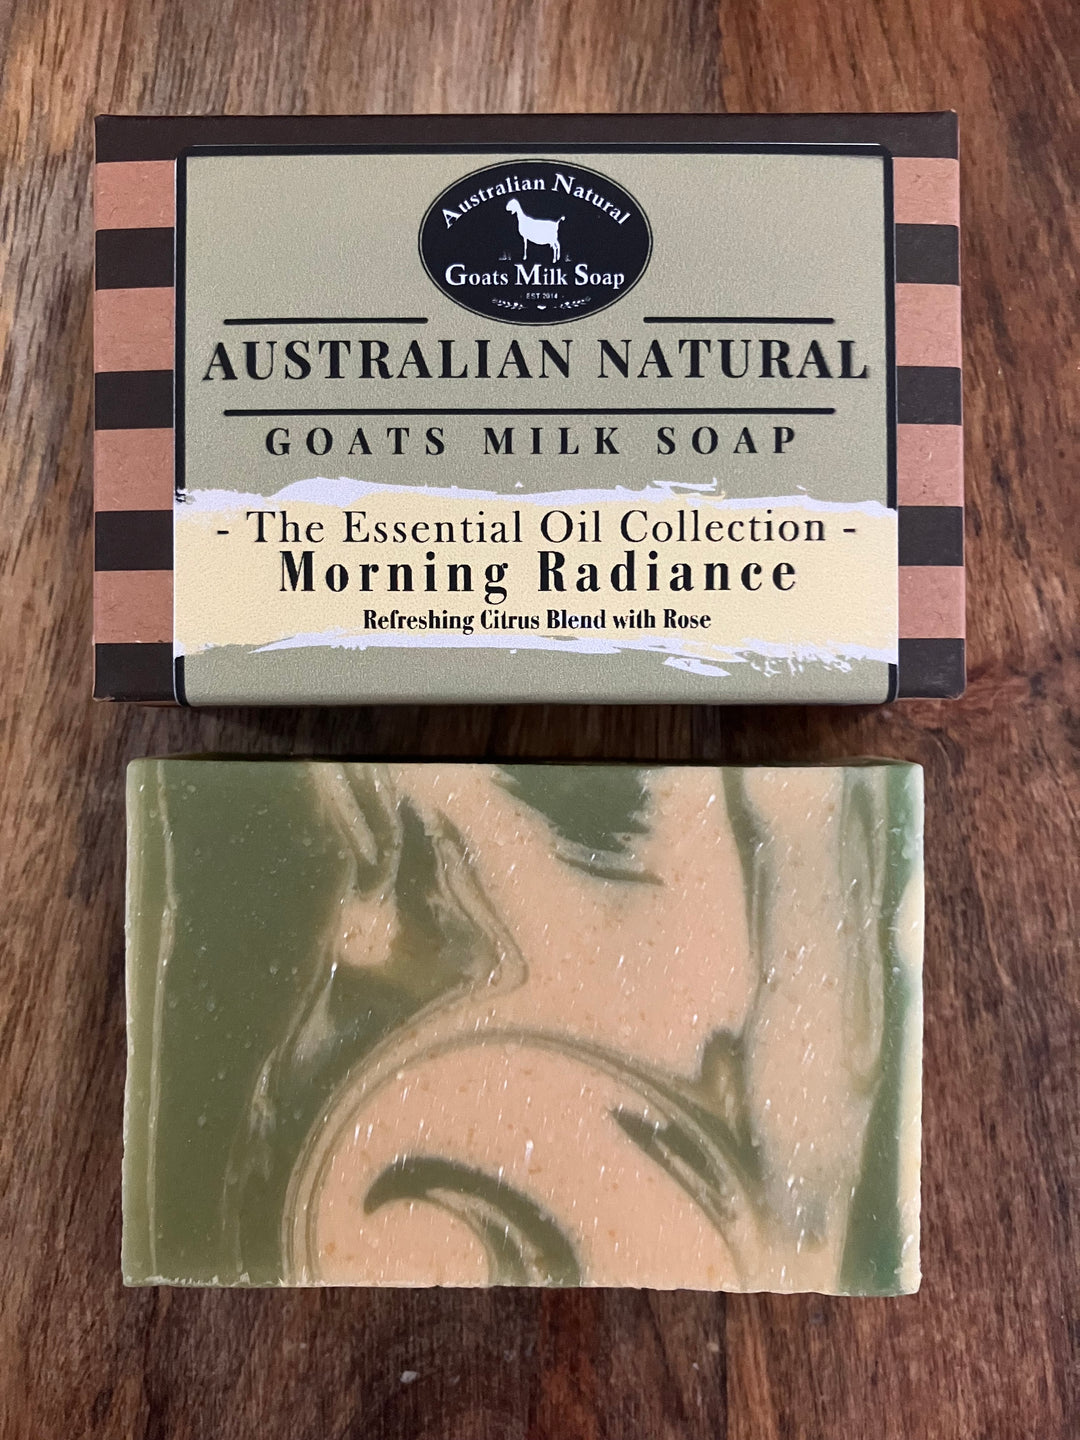 Australian Natural
Goats Milk Soap
· EST 2014 ·
AUSTRALIAN NATURAL
GOATS MILK SOAP
- The Essential Oil Collection -
Morning Radiance
Refreshing Citrus Blend with Rose